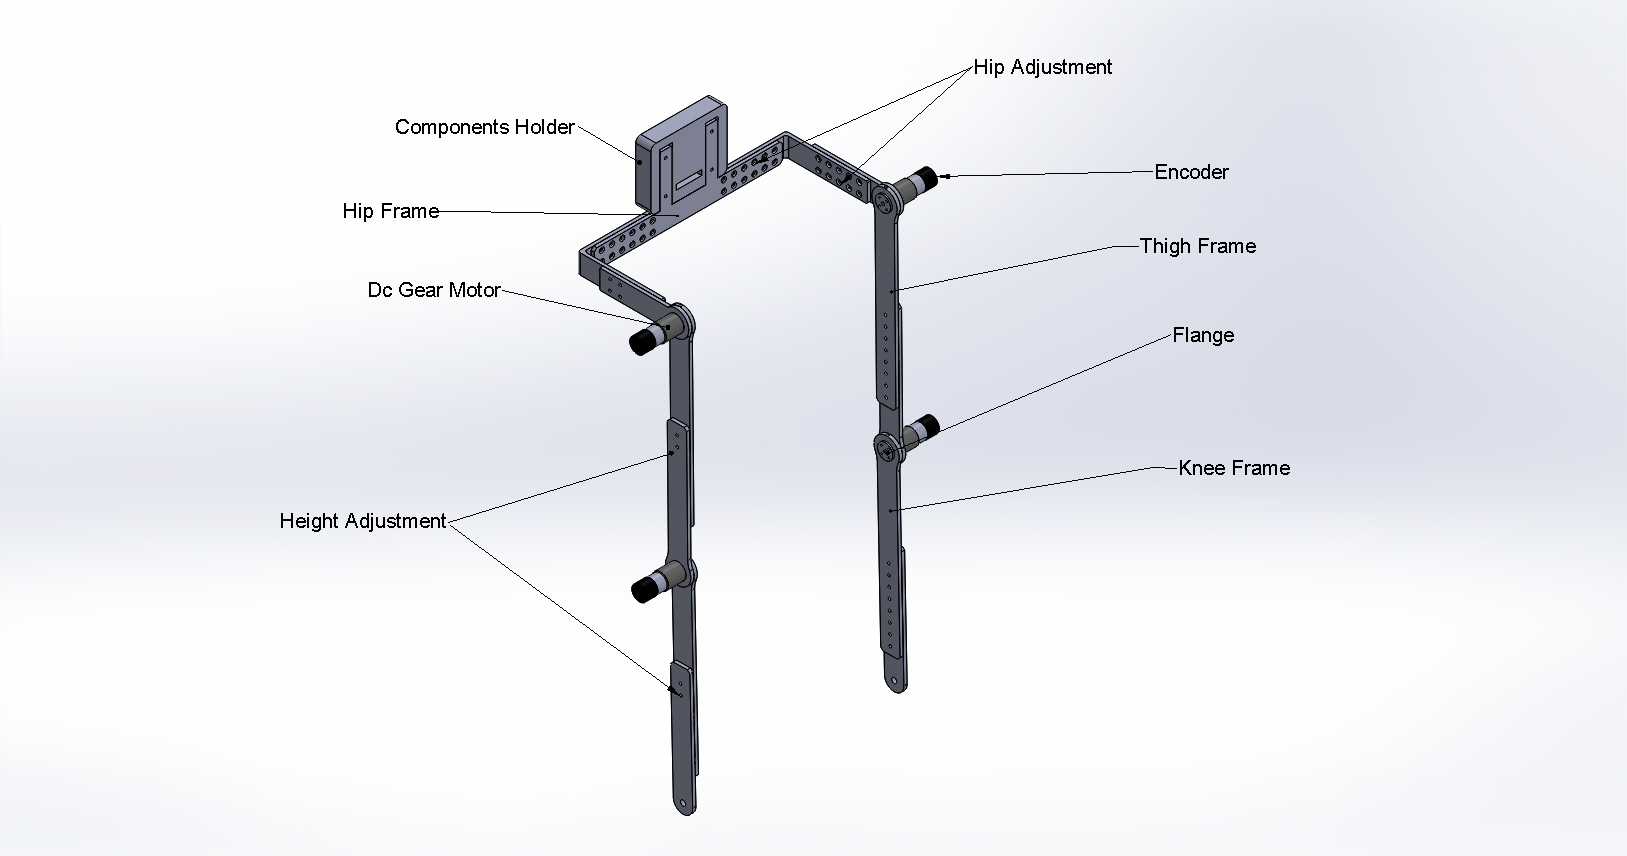 Hip Adjustment
Components Holder
Encoder
Hip Frame
Thigh Frame
Dc Gear Motor
Flange
Knee Frame
Height Adjustment